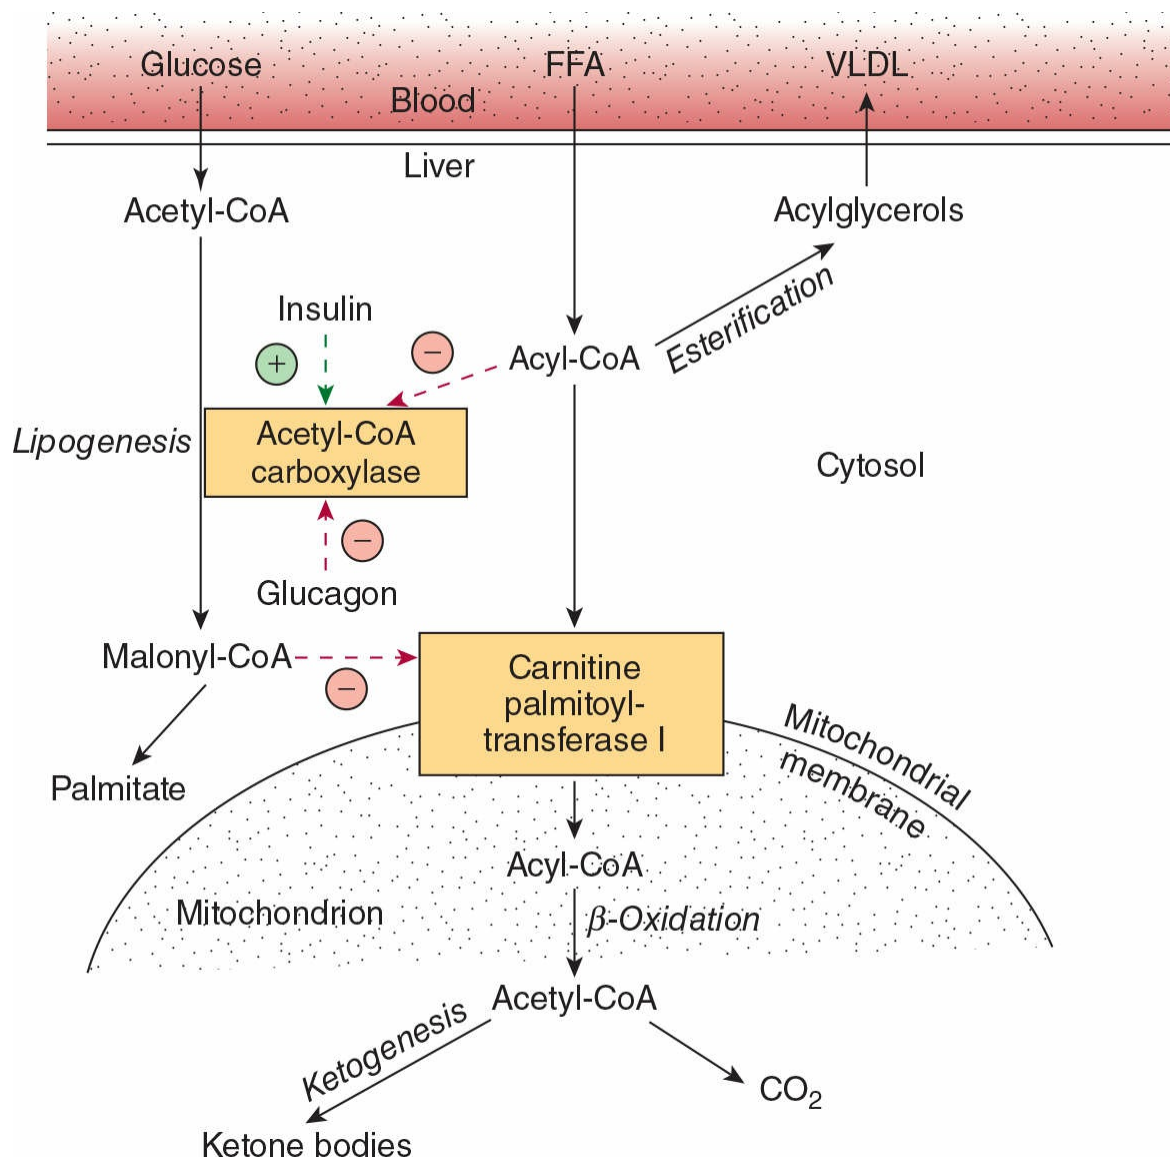 Glucose
FFA
VLDL
Blood
Liver
Acetyl-CoA
Acylglycerols
Insulin
Esterification
+
−
Acyl-CoA
Lipogenesis
Acetyl-CoA
carboxylase
Cytosol
−
Glucagon
Malonyl-CoA
−
Carnitine
palmitoyl-
transferase I
Mitochondrial
membrane
Palmitate
Acyl-CoA
Mitochondrion
β-Oxidation
Acetyl-CoA
Ketogenesis
CO₂
Ketone bodies